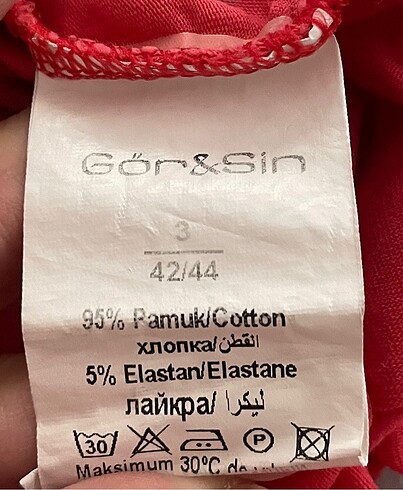 Gör&Sin
3
42/44
95% Pamuk/Cotton
хлопка/القطن
5% Elastan/Elastane
лайкра/ ليكرا
30 P
Maksimum 30°C de